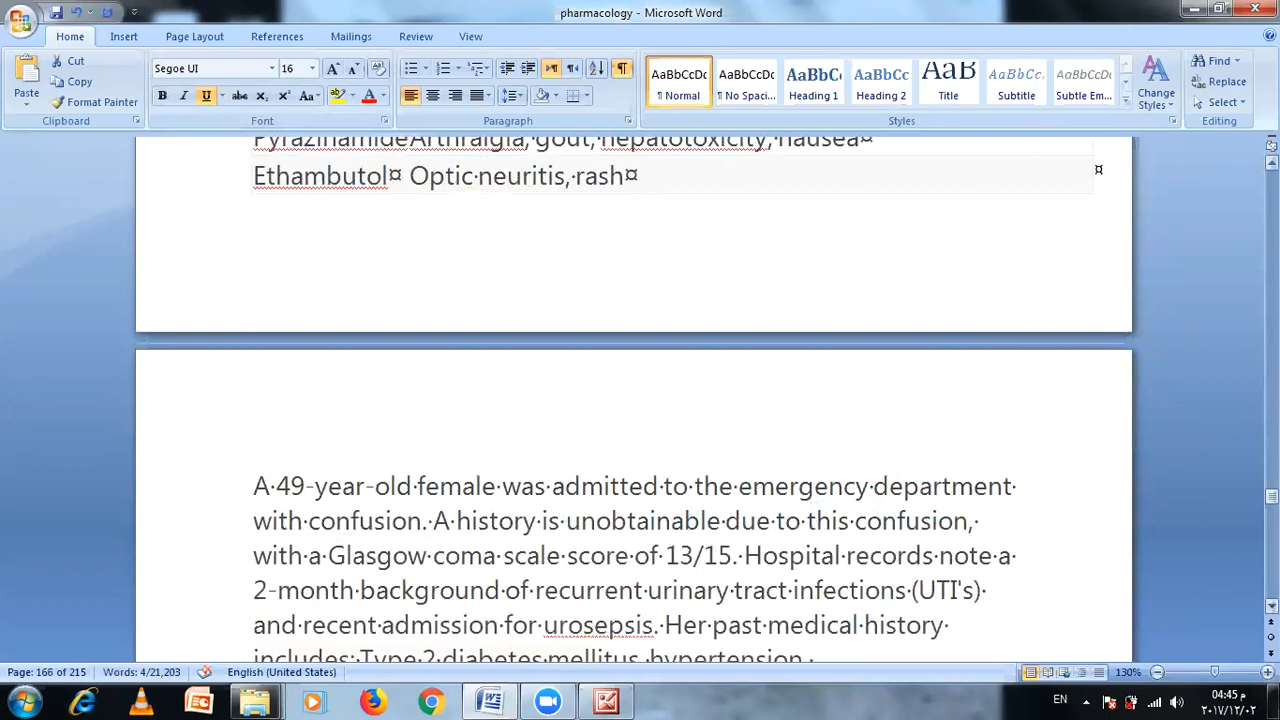 pharmacology - Microsoft Word
Home Insert Page Layout References Mailings Review View
Paste
Cut
Copy
Format Painter
Clipboard
Segoe UI 16
Font
Paragraph
AaBbCcDc AaBbCcDc AaBbC AaBbCc AaB AaBbCc. AaBbCcDc
¶ Normal ¶ No Spaci... Heading 1 Heading 2 Title Subtitle Subtle Em...
Change Styles
Styles
Find
Replace
Select
Editing
PyrazinamideArthralgia,·gout,·hepatotoxicity,·nausea¤
Ethambutol¤ Optic·neuritis,·rash¤
¤
A·49-year-old·female·was·admitted·to·the·emergency·department·
with·confusion.·A·history·is·unobtainable·due·to·this·confusion,·
with·a·Glasgow·coma·scale·score·of·13/15.·Hospital·records·note·a·
2-month·background·of·recurrent·urinary·tract·infections·(UTI's)·
and·recent·admission·for·urosepsis.·Her·past·medical·history·
includes:·Type·2·diabetes·mellitus,·hypertension,·
Page: 166 of 215 Words: 4/21,203 English (United States) 130%
EN
04:45 م
٢٠١٧/١٢/٠٢